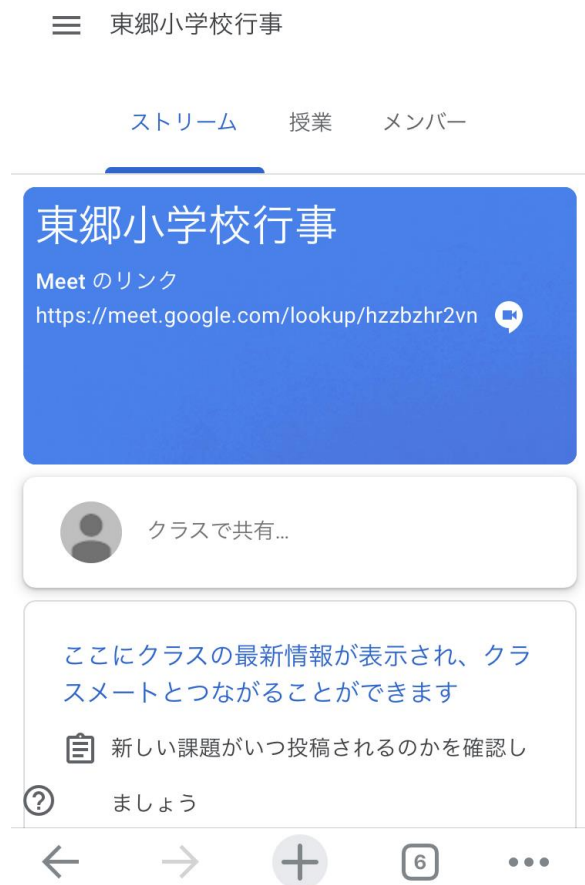 東郷小学校行事
ストリーム 授業 メンバー
東郷小学校行事
Meet のリンク
https://meet.google.com/lookup/hzzbzhr2vn
クラスで共有...
ここにクラスの最新情報が表示され、クラ
スメートとつながることができます
新しい課題がいつ投稿されるのかを確認し
ましょう
6